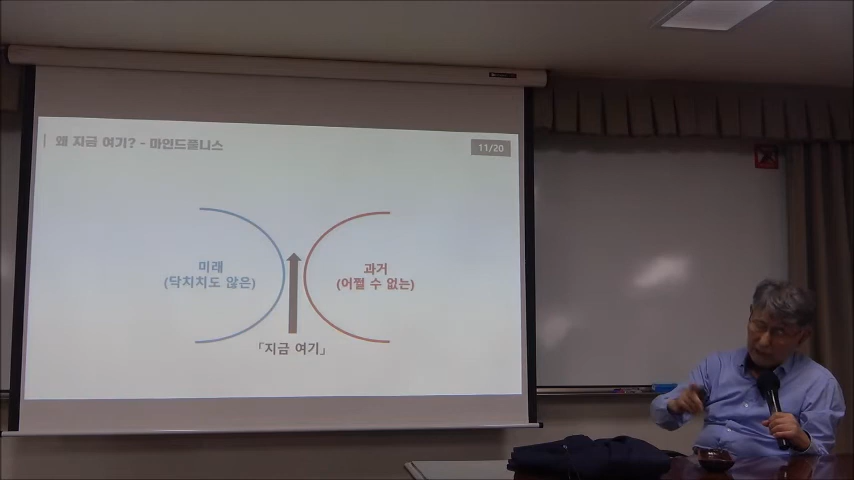 왜 지금 여기? - 마인드풀니스
11/20
미래
(닥치치도 않은)
과거
(어쩔 수 없는)
「지금 여기」